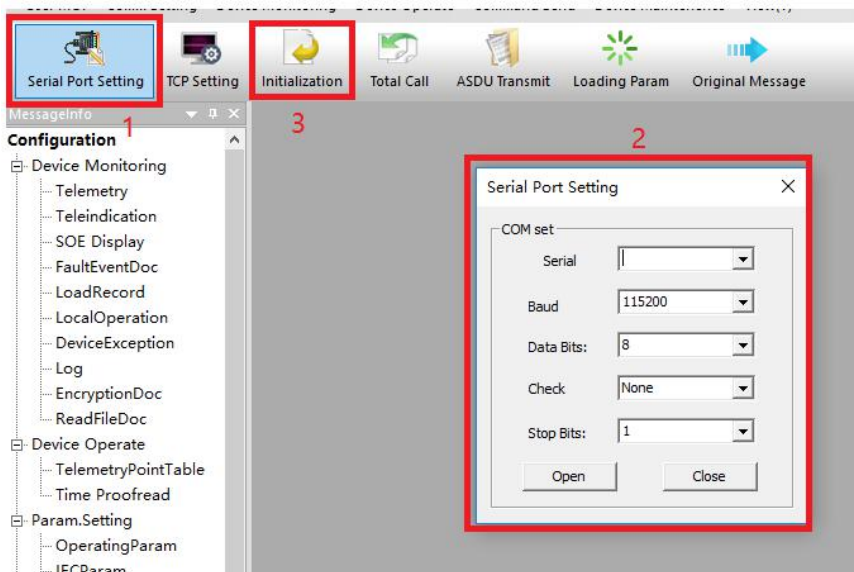 Serial Port Setting
TCP Setting
Initialization
Total Call
ASDU Transmit
Loading Param
Original Message
MessageInfo
1
3
2
Configuration
Device Monitoring
Telemetry
Teleindication
SOE Display
FaultEventDoc
LoadRecord
LocalOperation
DeviceException
Log
EncryptionDoc
ReadFileDoc
Device Operate
TelemetryPointTable
Time Proofread
Param.Setting
OperatingParam
IECParam
Serial Port Setting
COM set
Serial
Baud 115200
Data Bits: 8
Check None
Stop Bits: 1
Open Close